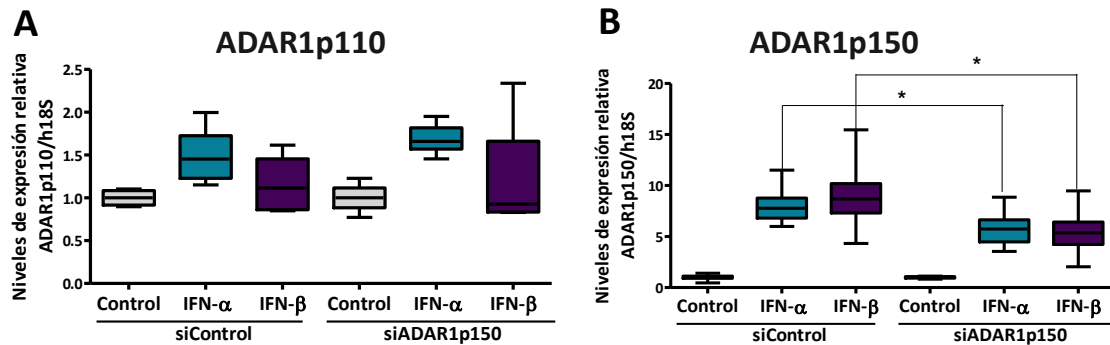 A
ADAR1p110
Niveles de expresión relativa
ADAR1p110/h18S
2.5
2.0
1.5
1.0
0.5
0.0
Control IFN-α IFN-β Control IFN-α IFN-β
siControl siADAR1p150
B
ADAR1p150
Niveles de expresión relativa
ADAR1p150/h18S
*
*
20
15
10
5
0
Control IFN-α IFN-β Control IFN-α IFN-β
siControl siADAR1p150